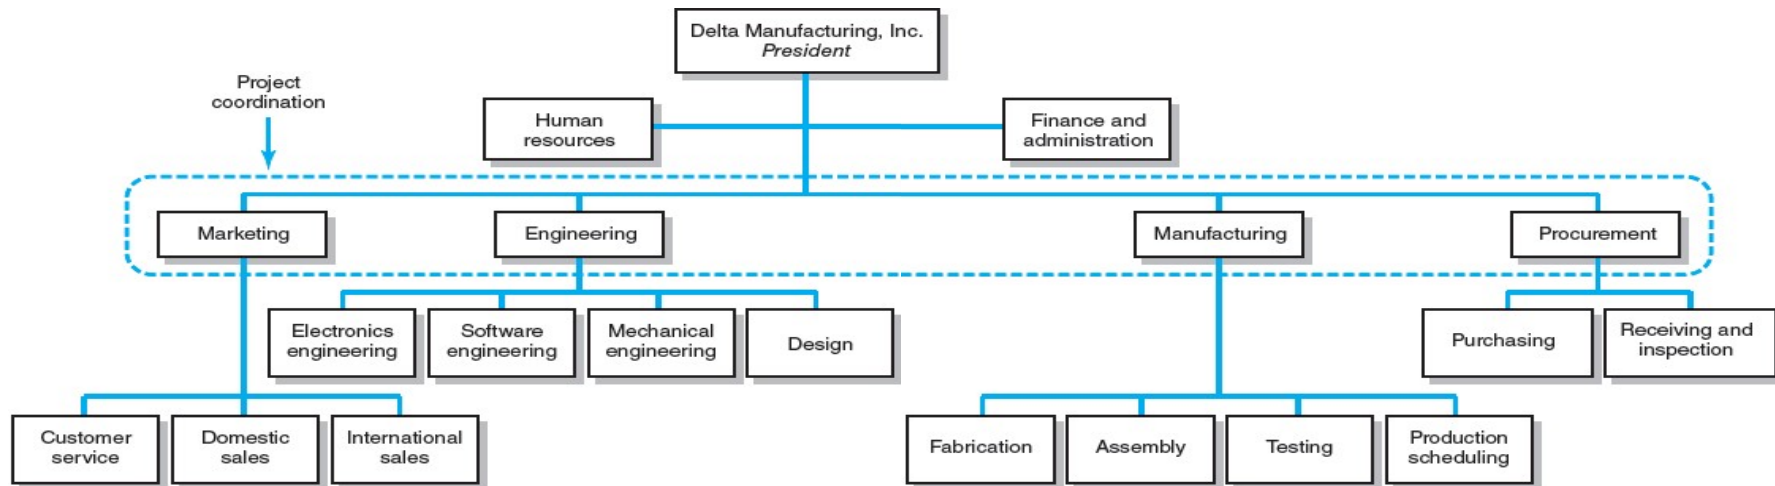 Delta Manufacturing, Inc.
President
Project
coordination
Human
resources
Finance and
administration
Marketing
Engineering
Manufacturing
Procurement
Electronics
engineering
Software
engineering
Mechanical
engineering
Design
Purchasing
Receiving and
inspection
Customer
service
Domestic
sales
International
sales
Fabrication
Assembly
Testing
Production
scheduling